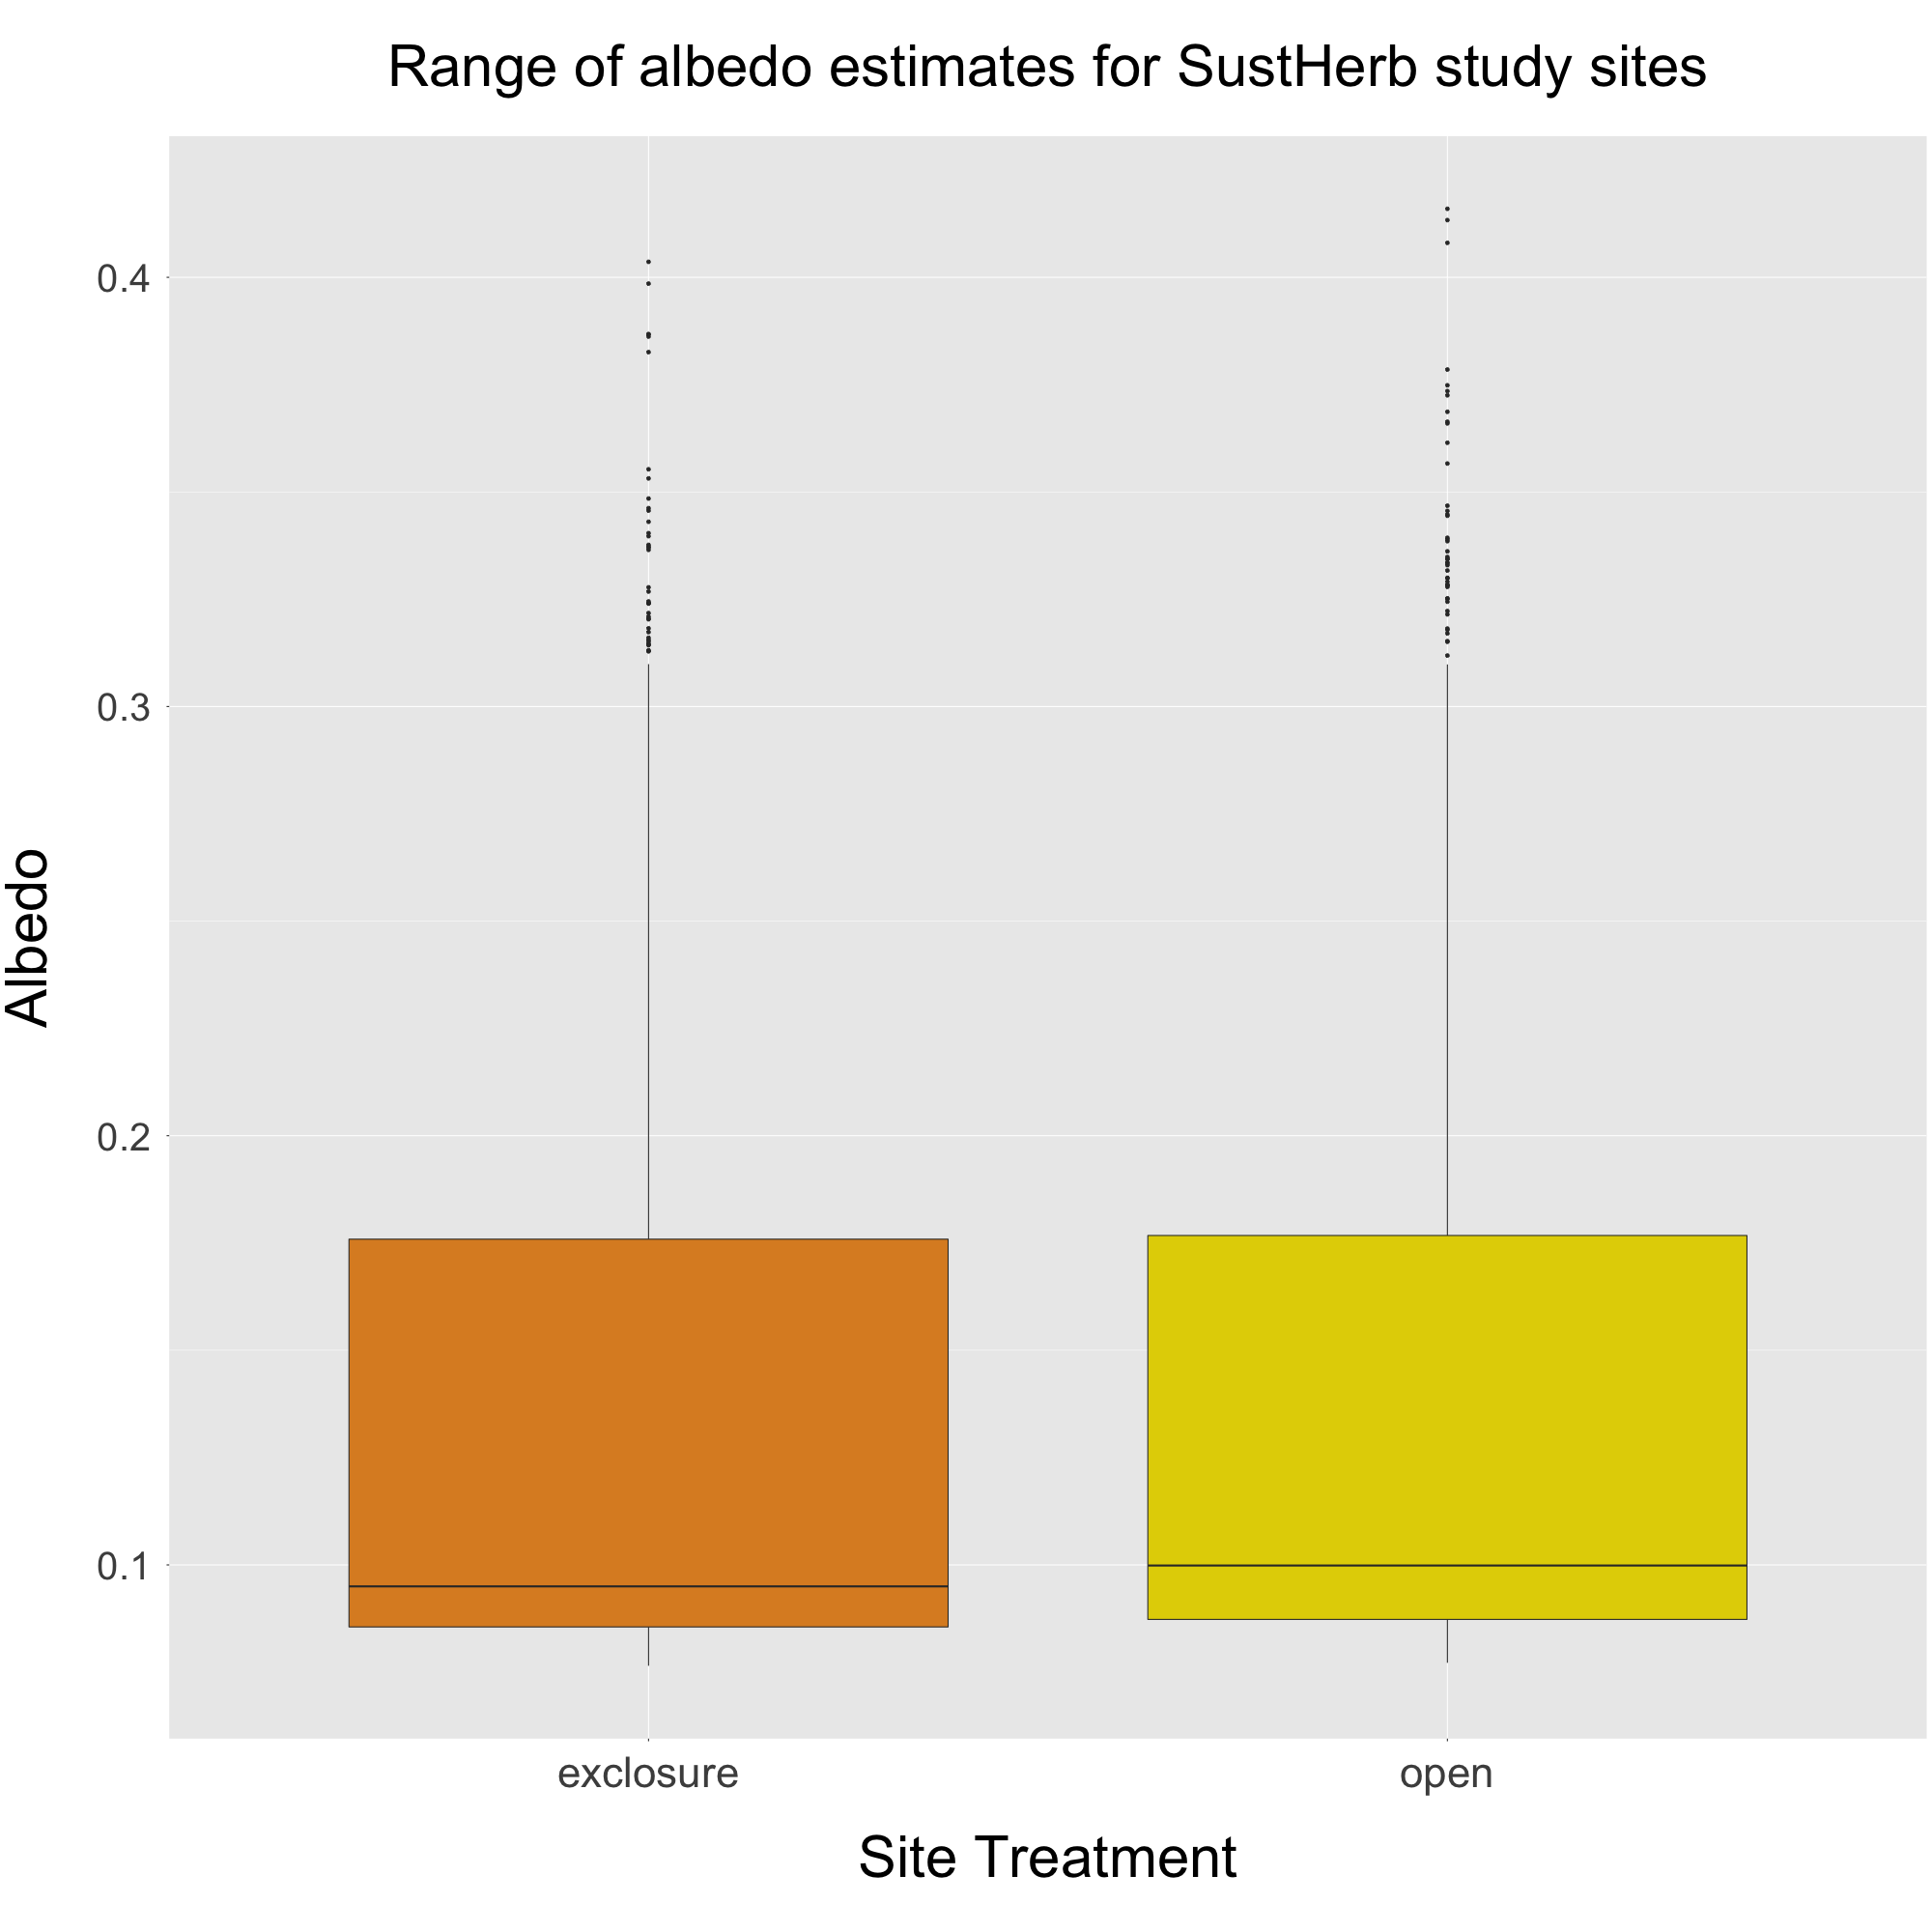 Range of albedo estimates for SustHerb study sites
Albedo
0.4
0.3
0.2
0.1
exclosure
open
Site Treatment